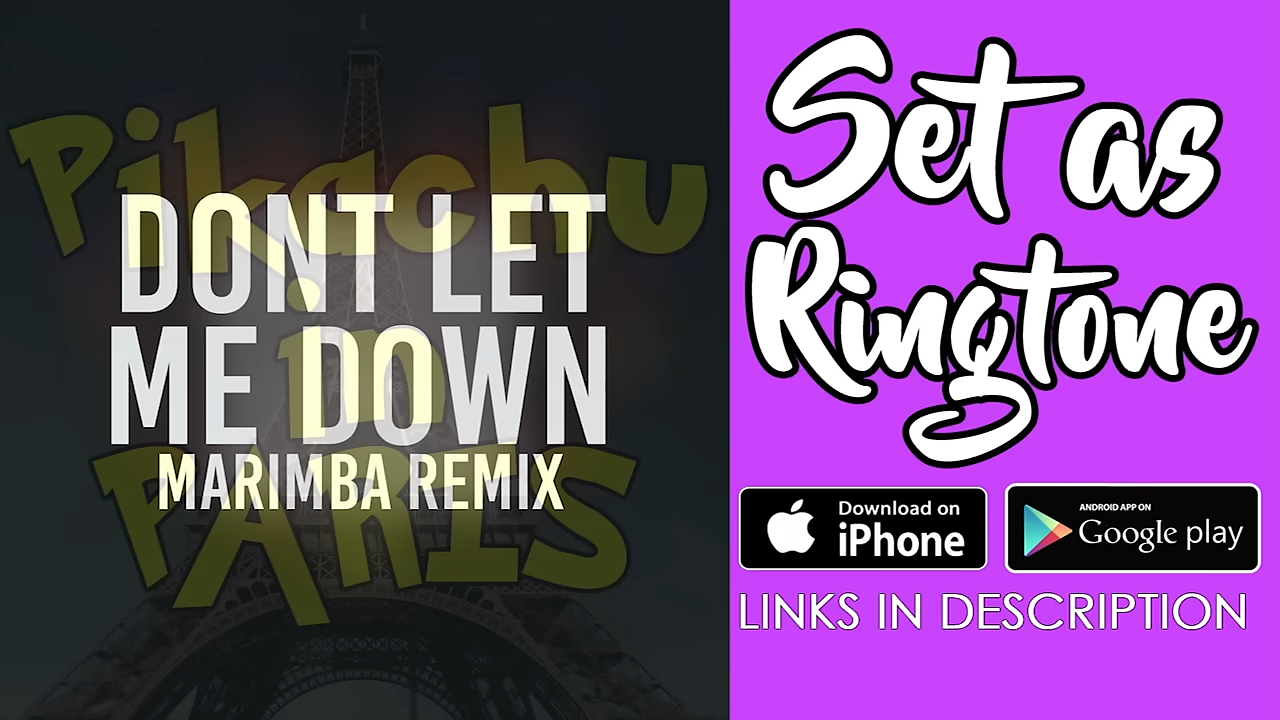 Pikachu
in
PARIS
DONT LET
ME DOWN
MARIMBA REMIX
Set as
Ringtone
Download on
iPhone
ANDROID APP ON
Google play
LINKS IN DESCRIPTION